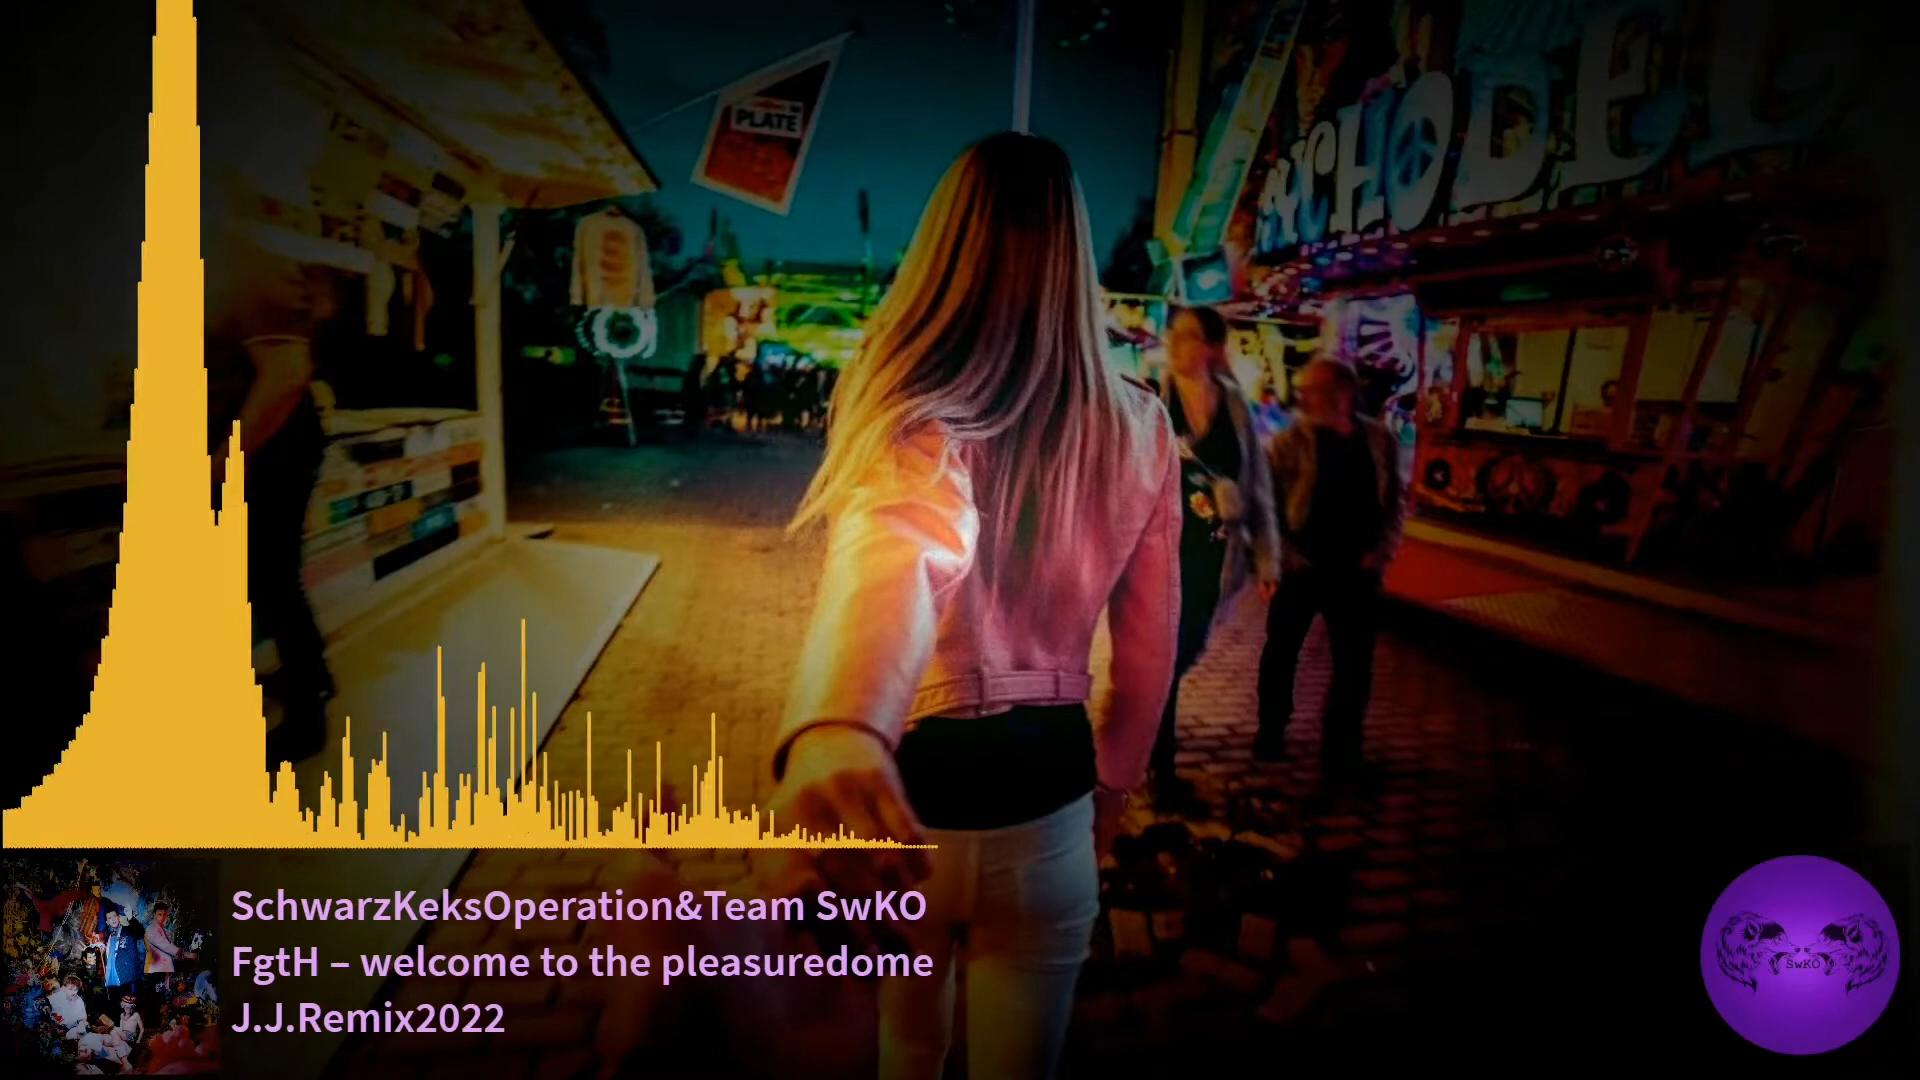 PLATE
SchwarzKeksOperation&Team SwKO
FgtH – welcome to the pleasuredome
J.J.Remix2022
SwKO